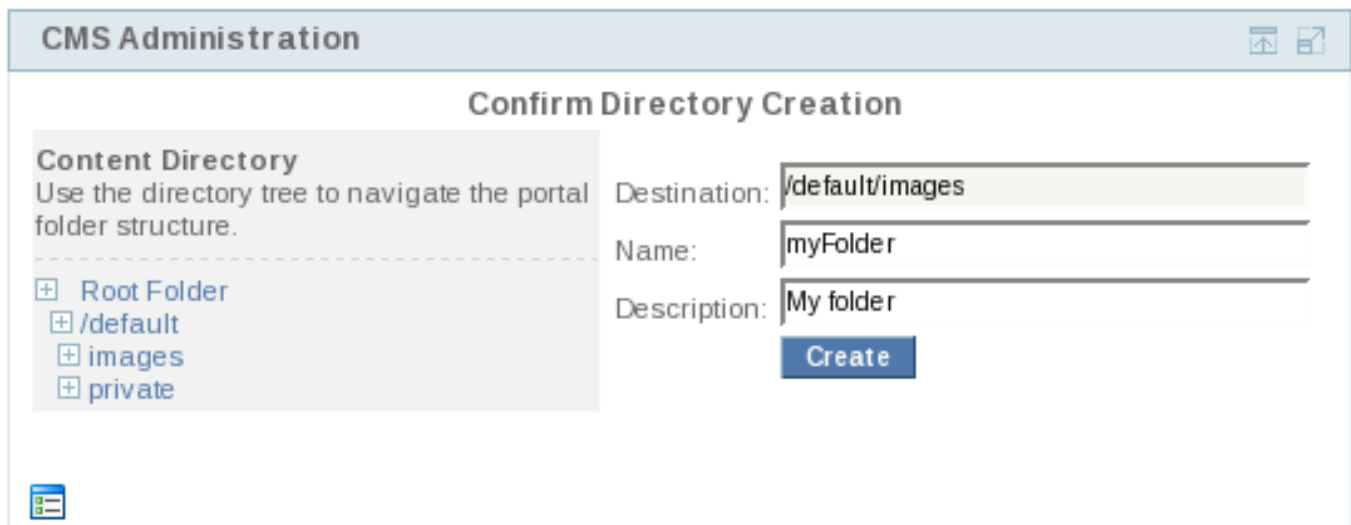 CMS Administration
Confirm Directory Creation
Content Directory
Use the directory tree to navigate the portal
folder structure.
Root Folder
/default
images
private
Destination: /default/images
Name: myFolder
Description: My folder
Create